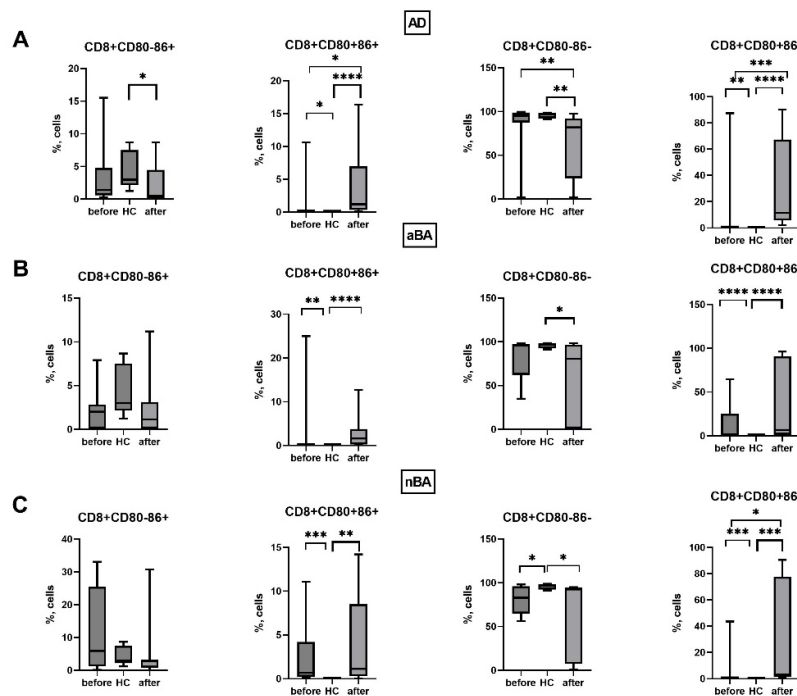 AD
A
CD8+CD80-86+
CD8+CD80+86+
CD8+CD80-86-
CD8+CD80+86
*
*
****
*
**
**
***
**
****
%, cells
20
15
10
5
0
before HC after
%, cells
20
15
10
5
0
before HC after
%, cells
150
100
50
0
before HC after
%, cells
100
80
60
40
20
0
before HC after
aBA
B
CD8+CD80-86+
CD8+CD80+86+
CD8+CD80-86-
CD8+CD80+86
**
****
*
****
****
%, cells
15
10
5
0
before HC after
%, cells
30
20
10
0
before HC after
%, cells
150
100
50
0
before HC after
%, cells
150
100
50
0
before HC after
nBA
C
CD8+CD80-86+
CD8+CD80+86+
CD8+CD80-86-
CD8+CD80+86
***
**
*
*
*
***
***
%, cells
40
30
20
10
0
before HC after
%, cells
15
10
5
0
before HC after
%, cells
150
100
50
0
before HC after
%, cells
100
80
60
40
20
0
before HC after